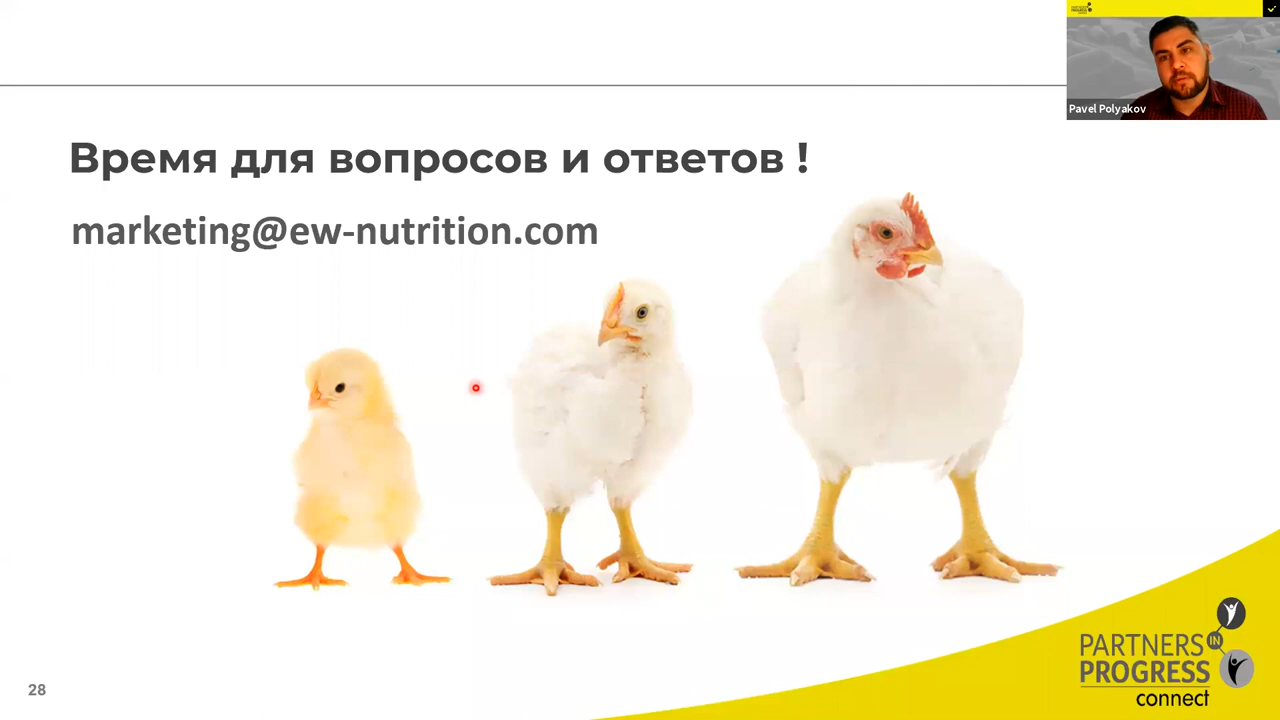 Pavel Polyakov
Время для вопросов и ответов !
marketing@ew-nutrition.com
PARTNERS
IN
PROGRESS
connect
28